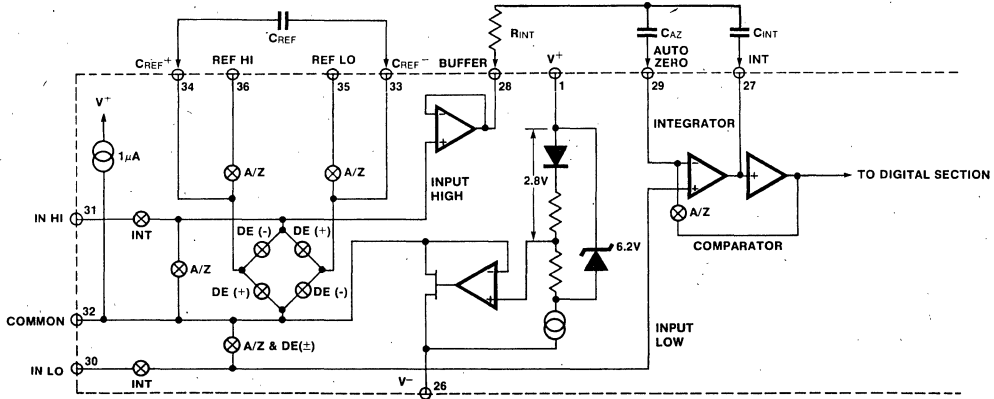 CREF
RINT
CAZ
CINT
CREF+
REF HI
REF LO
CREF-
BUFFER
V+
AUTO
ZERO
INT
34
36
35
33
28
1
29
27
V+
1µA
A/Z
A/Z
INPUT
HIGH
2.8V
INTEGRATOR
TO DIGITAL SECTION
IN HI
31
INT
DE (-)
DE (+)
A/Z
COMPARATOR
6.2V
A/Z
DE (+)
DE (-)
COMMON
32
A/Z & DE(±)
INPUT
LOW
IN LO
30
INT
V-
26